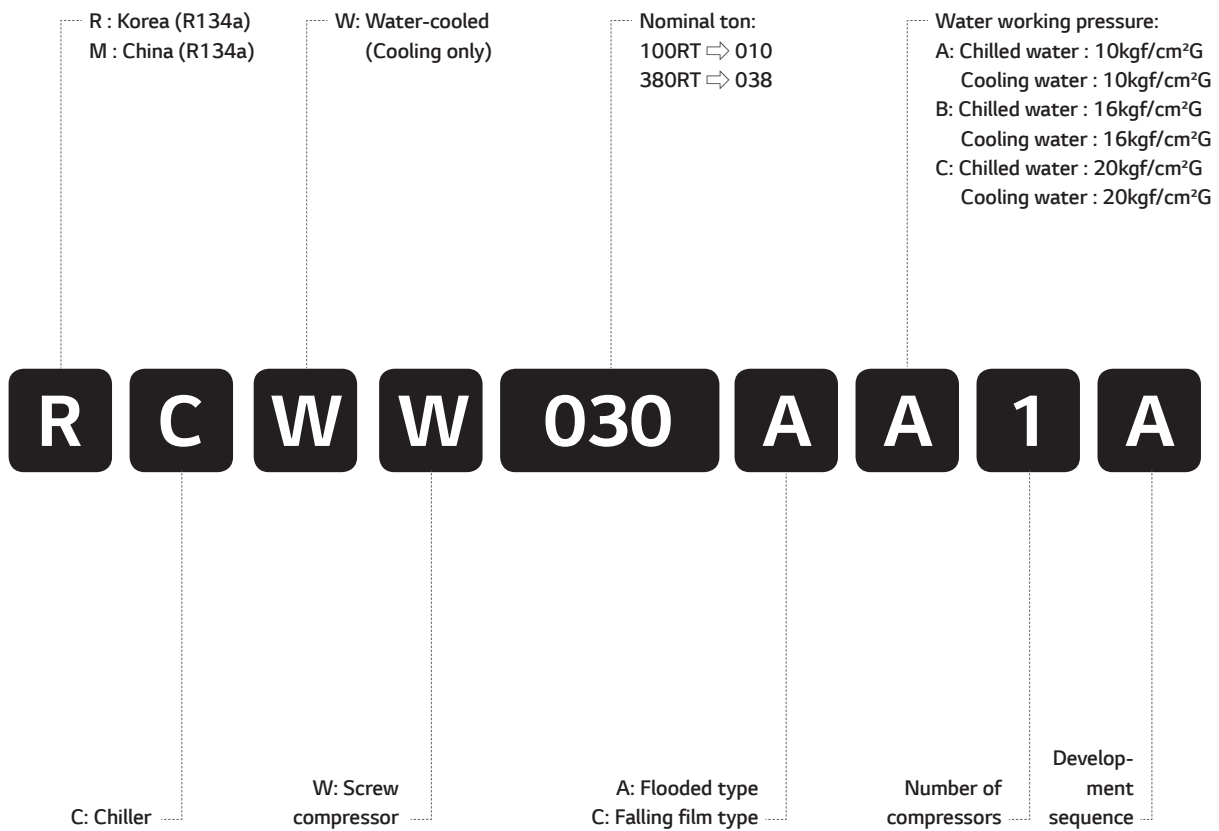 R : Korea (R134a)
M : China (R134a)
W: Water-cooled
(Cooling only)
Nominal ton:
100RT ⇨ 010
380RT ⇨ 038
Water working pressure:
A: Chilled water : 10kgf/cm²G
Cooling water : 10kgf/cm²G
B: Chilled water : 16kgf/cm²G
Cooling water : 16kgf/cm²G
C: Chilled water : 20kgf/cm²G
Cooling water : 20kgf/cm²G
R C W W 030 A A 1 A
C: Chiller
W: Screw
compressor
A: Flooded type
C: Falling film type
Number of
compressors
Develop-
ment
sequence